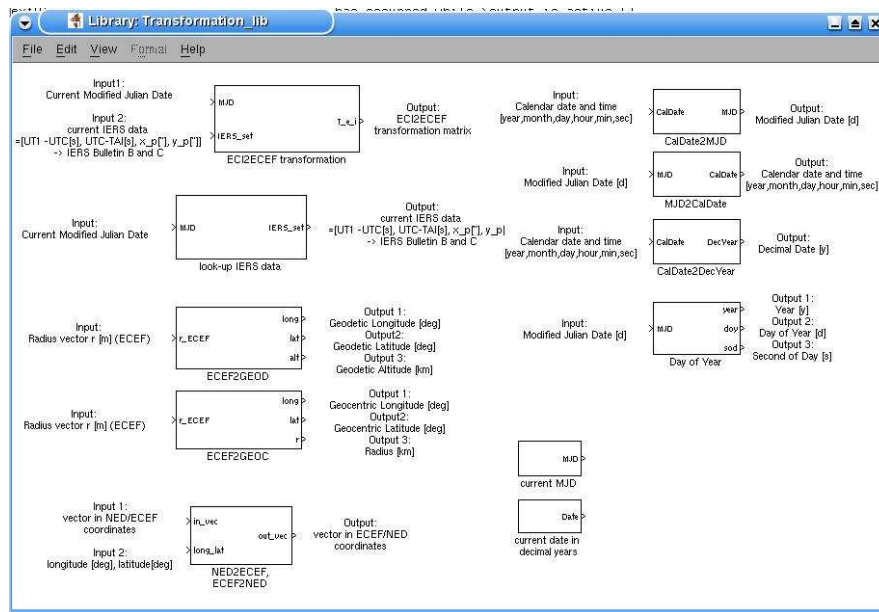 Library: Transformation_lib
File Edit View Format Help
Input1:
Current Modified Julian Date
Input 2:
current IERS data
=[UT1 -UTC[s], UTC-TAI[s], x_p["], y_p["]]
-> IERS Bulletin B and C
MJD
IERS_set
T_e_i
ECI2ECEF transformation
Output:
ECI2ECEF
transformation matrix
Input:
Calendar date and time
[year,month,day,hour,min,sec]
CalDate
MJD
CalDate2MJD
Output:
Modified Julian Date [d]
Input:
Modified Julian Date [d]
MJD
CalDate
MJD2CalDate
Output:
Calendar date and time
[year,month,day,hour,min,sec]
Input:
Current Modified Julian Date
MJD
IERS_set
look-up IERS data
Output:
current IERS data
=[UT1 -UTC[s], UTC-TAI[s], x_p["], y_p
-> IERS Bulletin B and C
Input:
Calendar date and time
[year,month,day,hour,min,sec]
CalDate
DecYear
CalDate2DecYear
Output:
Decimal Date [y]
Input:
Radius vector r [m] (ECEF)
r_ECEF
long
lat
alt
ECEF2GEOD
Output 1:
Geodetic Longitude [deg]
Output2:
Geodetic Latitude [deg]
Output 3:
Geodetic Altitude [km]
Input:
Modified Julian Date [d]
MJD
year
doy
sod
Day of Year
Output 1:
Year [y]
Output 2:
Day of Year [d]
Output 3:
Second of Day [s]
Input:
Radius vector r [m] (ECEF)
r_ECEF
long
lat
r
ECEF2GEOC
Output 1:
Geocentric Longitude [deg]
Output2:
Geocentric Latitude [deg]
Output 3:
Radius [km]
MJD
current MJD
Input 1:
vector in NED/ECEF
coordinates
Input 2:
longitude [deg], latitude[deg]
in_vec
long_lat
out_vec
NED2ECEF,
ECEF2NED
Output:
vector in ECEF/NED
coordinates
Date
current date in
decimal years